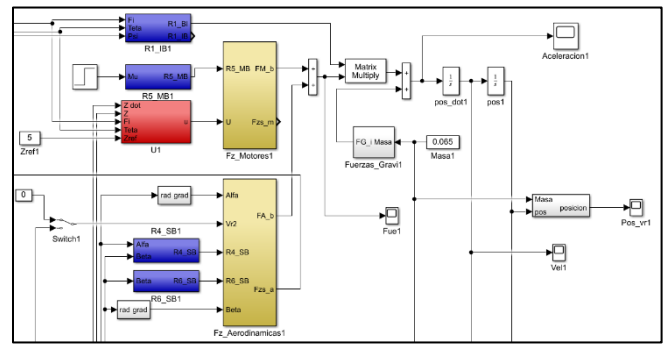 Fi
Teta
Psi
R1_BI
R1_IB
R1_IB1
Mu
R5_MB
R5_MB1
Z dot
Z
Fi
Teta
Zref
u
U1
5
Zref1
R5_MB
FM_b
U
Fzs_m
Fz_Motores1
Matrix
Multiply
Aceleracion1
1
s
pos_dot1
1
s
pos1
FG_i
Masa
Fuerzas_Gravi1
0.065
Masa1
Masa
pos
posicion
Pos_vr1
Fue1
Vel1
0
Switch1
rad grad
R4_SB1
Alfa
Beta
R4_SB
Beta
R6_SB
R6_SB1
rad grad
Alfa
Vr2
R4_SB
R6_SB
Beta
FA_b
Fzs_a
Fz_Aerodinamicas1